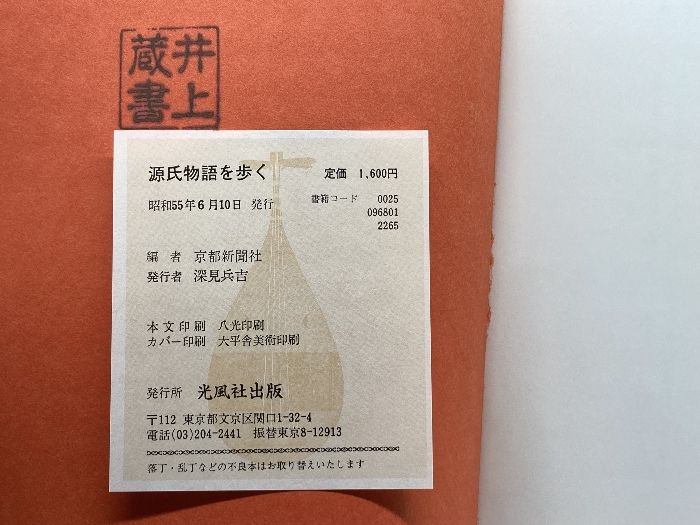 井上
蔵書
源氏物語を歩く
定価 1,600円
昭和55年6月10日 発行
書籍コード 0025
096801
2265
編 者 京都新聞社
発行者 深見兵吉
本文印刷 八光印刷
カバー印刷 大平舎美術印刷
発行所 光風社出版
〒112 東京都文京区関口1-32-4
電話(03)204-2441 振替東京8-12913
落丁・乱丁などの不良本はお取り替えいたします